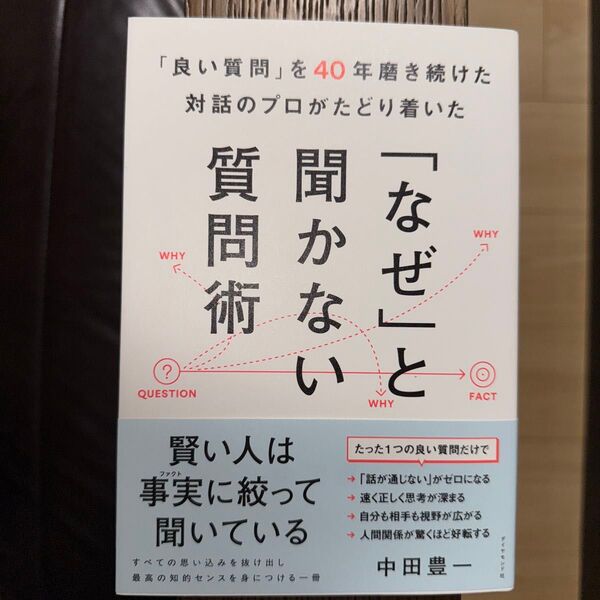 「良い質問」を40年磨き続けた
対話のプロがたどり着いた
「なぜ」と
聞かない
質問術
WHY
WHY
?
QUESTION
WHY
FACT
賢い人は
ファクト
事実に絞って
聞いている
すべての思い込みを抜け出し
最高の知的センスを身につける一冊
たった1つの良い質問だけで
→「話が通じない」がゼロになる
→ 速く正しく思考が深まる
→ 自分も相手も視野が広がる
→ 人間関係が驚くほど好転する
中田豊一
ダイヤモンド社